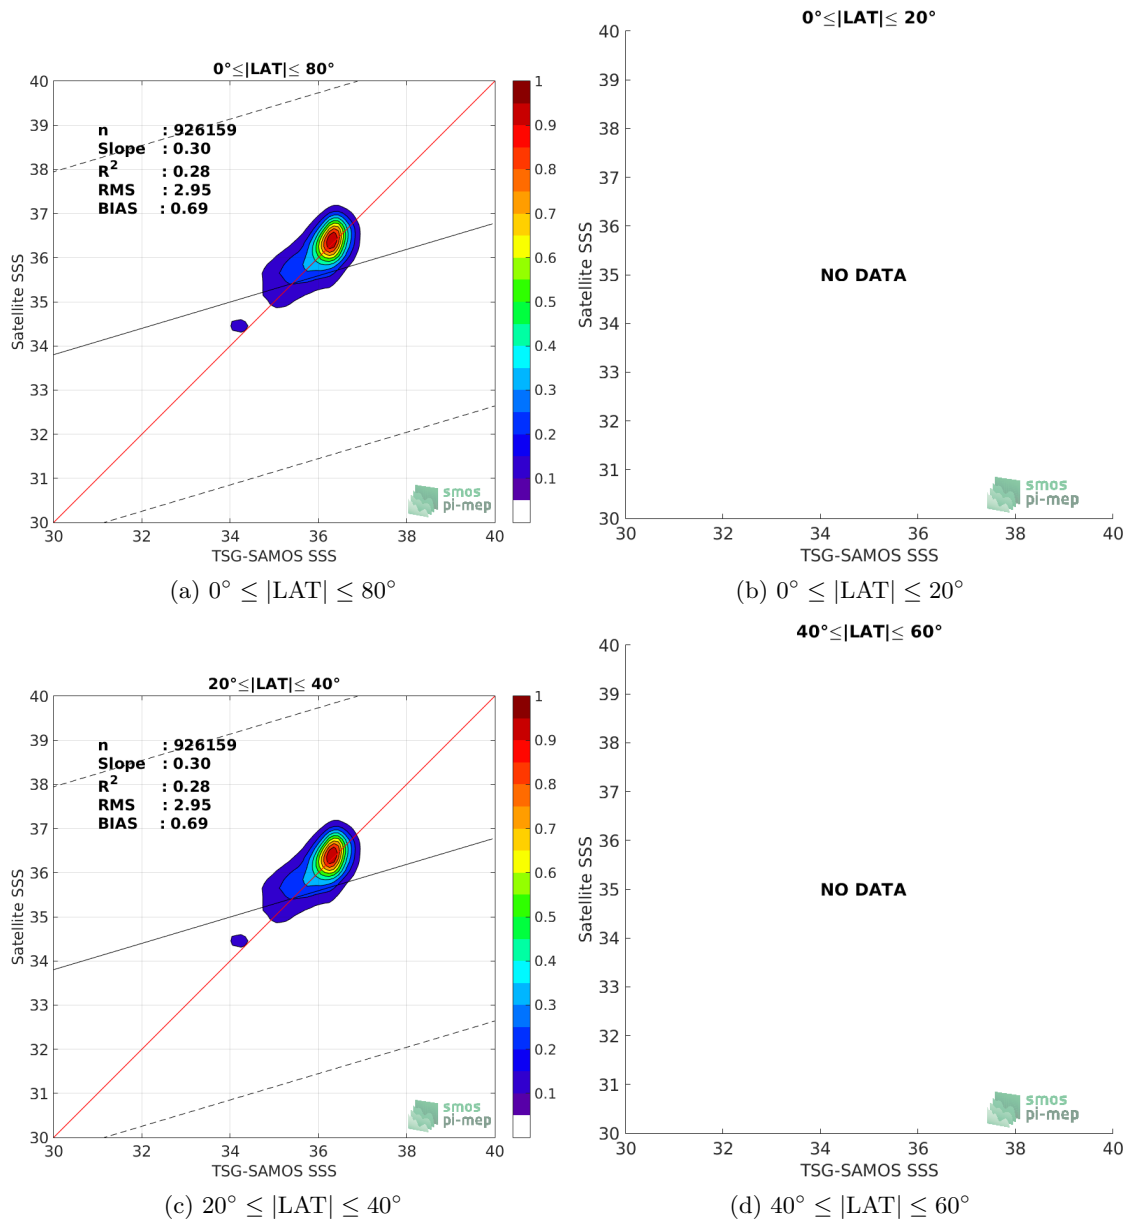 0°≤|LAT|≤ 80°
n : 926159
Slope : 0.30
R² : 0.28
RMS : 2.95
BIAS : 0.69
40
39
38
37
36
35
34
33
32
31
30
Satellite SSS
30 32 34 36 38 40
TSG-SAMOS SSS
1
0.9
0.8
0.7
0.6
0.5
0.4
0.3
0.2
0.1
smos
pi-mep
(a) 0° ≤ |LAT| ≤ 80°
0°≤|LAT|≤ 20°
40
39
38
37
36
35
34
33
32
31
30
Satellite SSS
NO DATA
smos
pi-mep
30 32 34 36 38 40
TSG-SAMOS SSS
(b) 0° ≤ |LAT| ≤ 20°
20°≤|LAT|≤ 40°
n : 926159
Slope : 0.30
R² : 0.28
RMS : 2.95
BIAS : 0.69
40
39
38
37
36
35
34
33
32
31
30
Satellite SSS
30 32 34 36 38 40
TSG-SAMOS SSS
1
0.9
0.8
0.7
0.6
0.5
0.4
0.3
0.2
0.1
smos
pi-mep
(c) 20° ≤ |LAT| ≤ 40°
40°≤|LAT|≤ 60°
40
39
38
37
36
35
34
33
32
31
30
Satellite SSS
NO DATA
smos
pi-mep
30 32 34 36 38 40
TSG-SAMOS SSS
(d) 40° ≤ |LAT| ≤ 60°